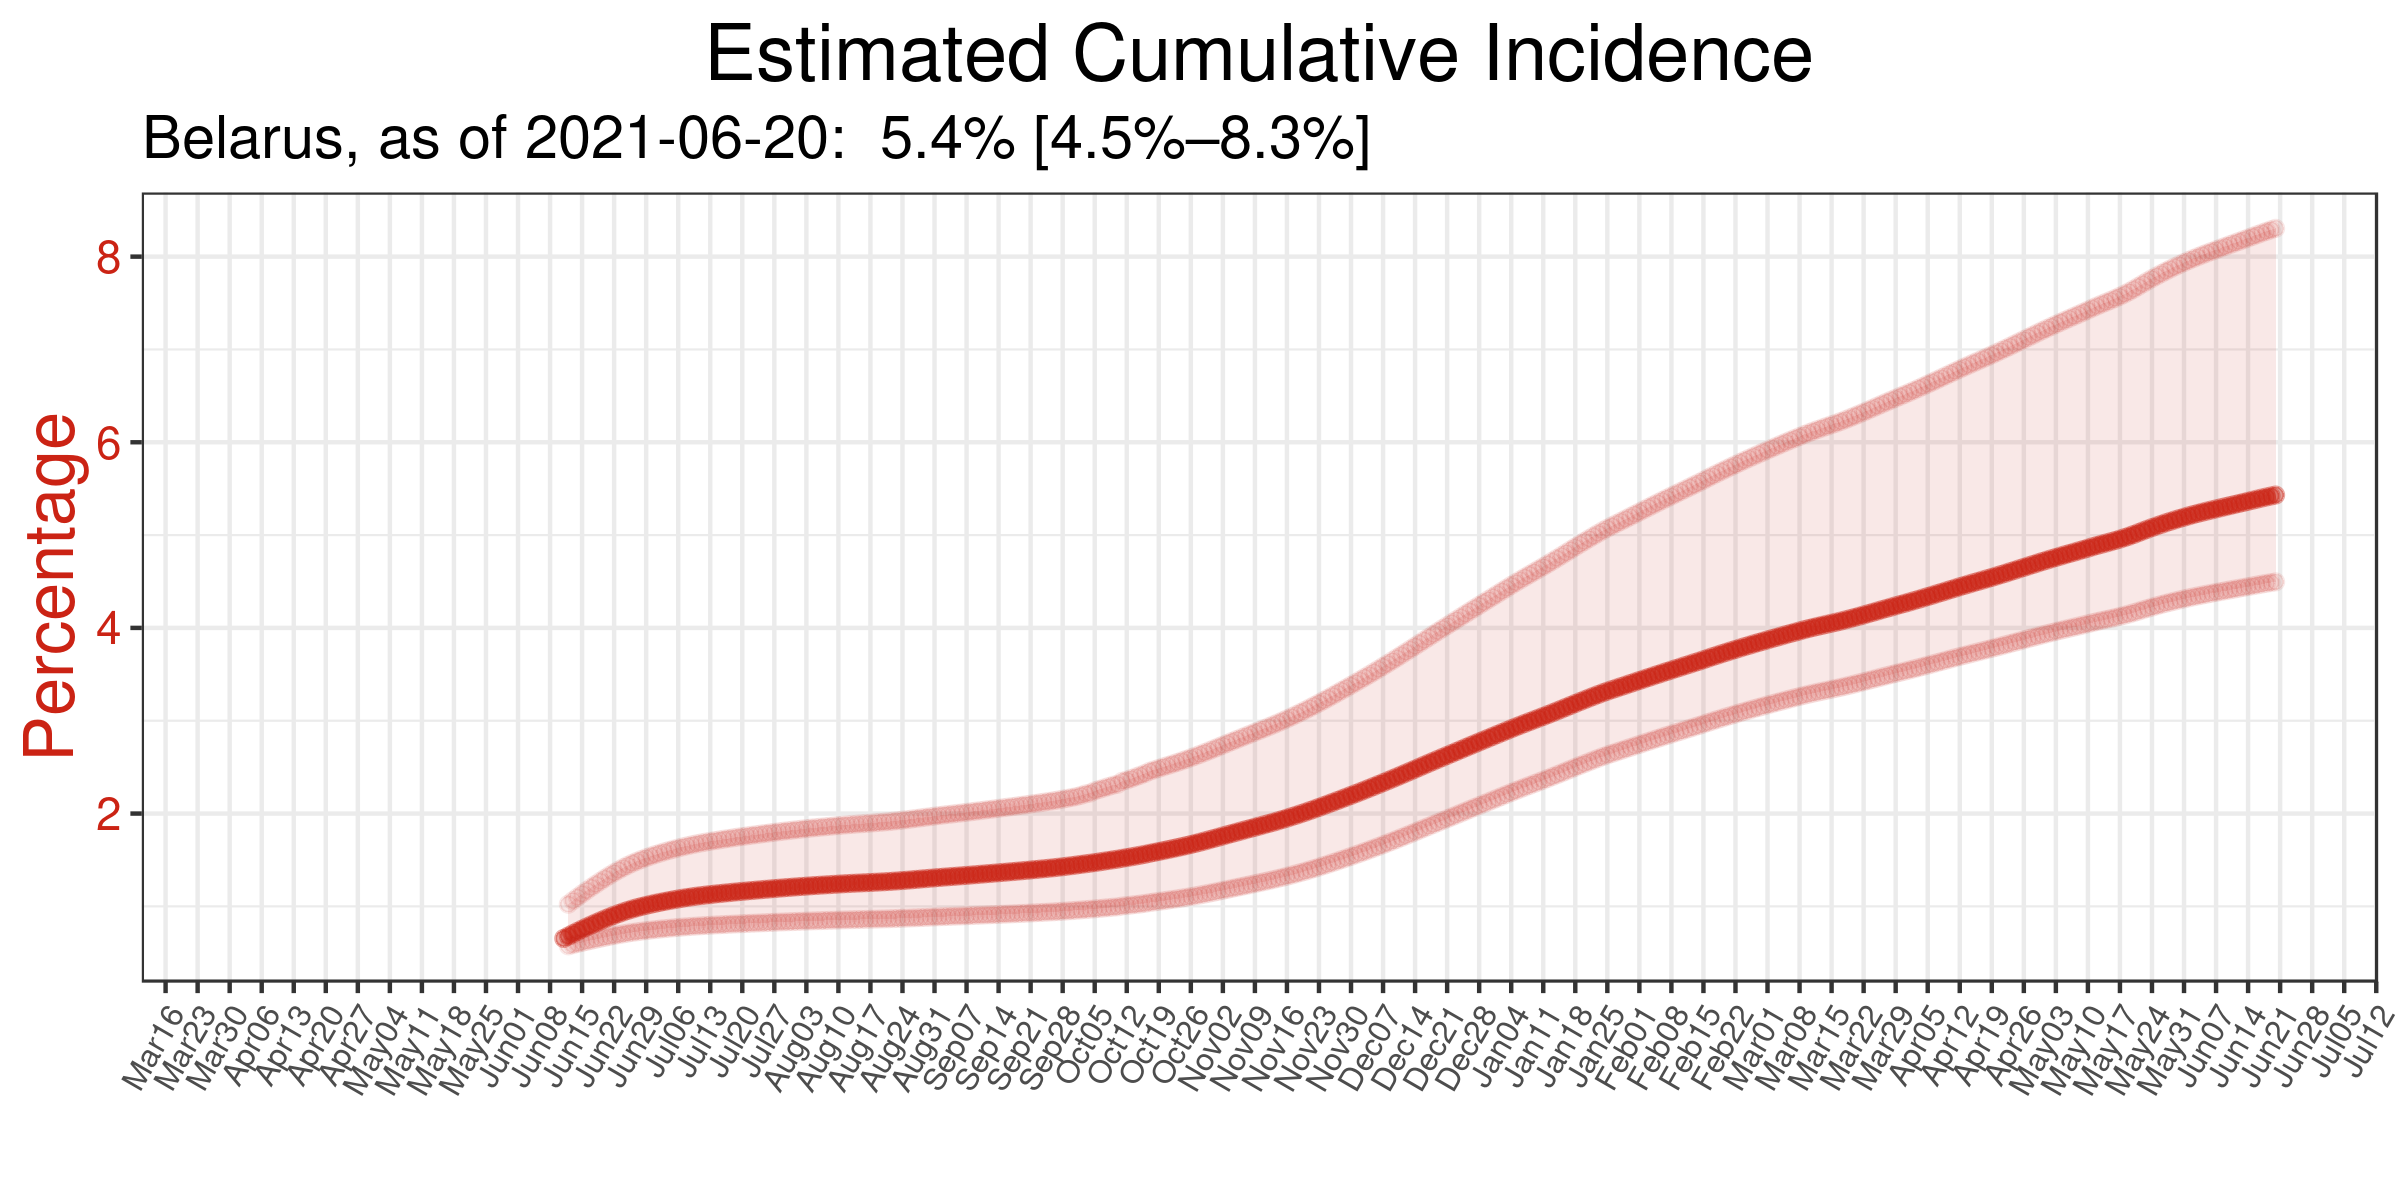 Estimated Cumulative Incidence
Belarus, as of 2021-06-20:  5.4% [4.5%–8.3%]
Percentage
8
6
4
2
Mar16 Mar23 Mar30 Apr06 Apr13 Apr20 Apr27 May04 May11 May18 May25 Jun01 Jun08 Jun15 Jun22 Jun29 Jul06 Jul13 Jul20 Jul27 Aug03 Aug10 Aug17 Aug24 Aug31 Sep07 Sep14 Sep21 Sep28 Oct05 Oct12 Oct19 Oct26 Nov02 Nov09 Nov16 Nov23 Nov30 Dec07 Dec14 Dec21 Dec28 Jan04 Jan11 Jan18 Jan25 Feb01 Feb08 Feb15 Feb22 Mar01 Mar08 Mar15 Mar22 Mar29 Apr05 Apr12 Apr19 Apr26 May03 May10 May17 May24 May31 Jun07 Jun14 Jun21 Jun28 Jul05 Jul12